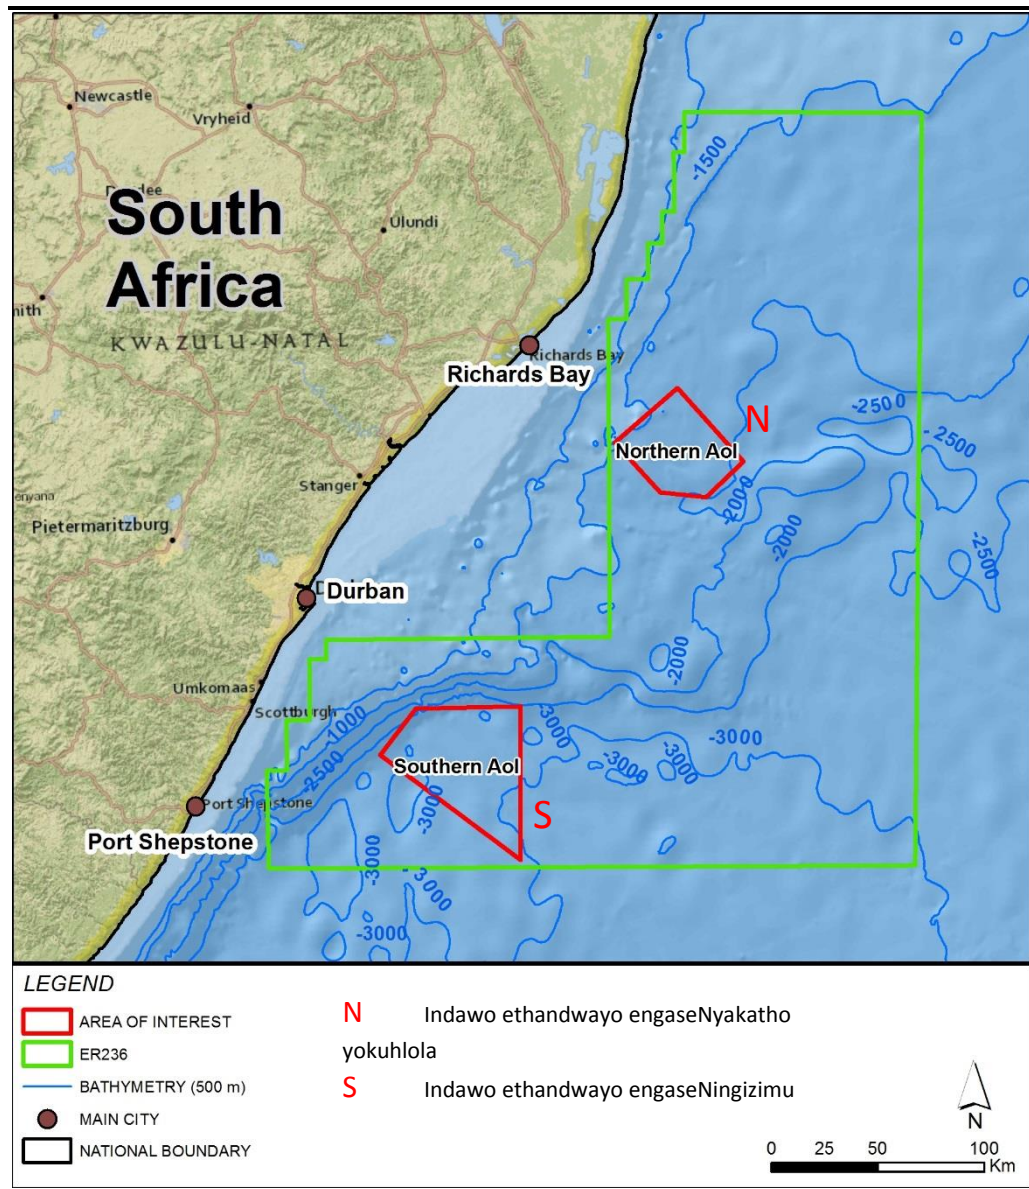 Newcastle
Vryheid
-1500
South
Africa
Ulundi
KWAZULU-NATAL
Richards Bay
Richards Bay
-2500
N
-2500
Northern AoI
-2000
Stanger
-2000
-2500
Pietermaritzburg
Durban
-2000
Umkomaas
Scottburgh
-1000
-3000
-3000
-2500
Southern AoI
-3000
-3000
-3000
S
Port Shepstone
Port Shepstone
-3000
-3000
-3000
LEGEND
AREA OF INTEREST
ER236
BATHYMETRY (500 m)
MAIN CITY
NATIONAL BOUNDARY
N Indawo ethandwayo engaseNyakatho
yokuhlola
S Indawo ethandwayo engaseNingizimu
N
0 25 50 100
Km